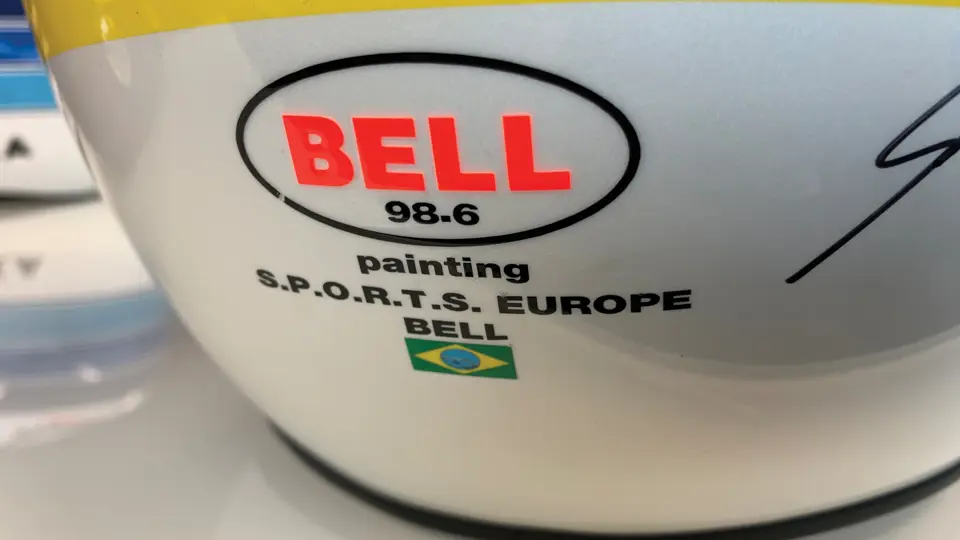 BELL
98.6
painting
S.P.O.R.T.S. EUROPE
BELL